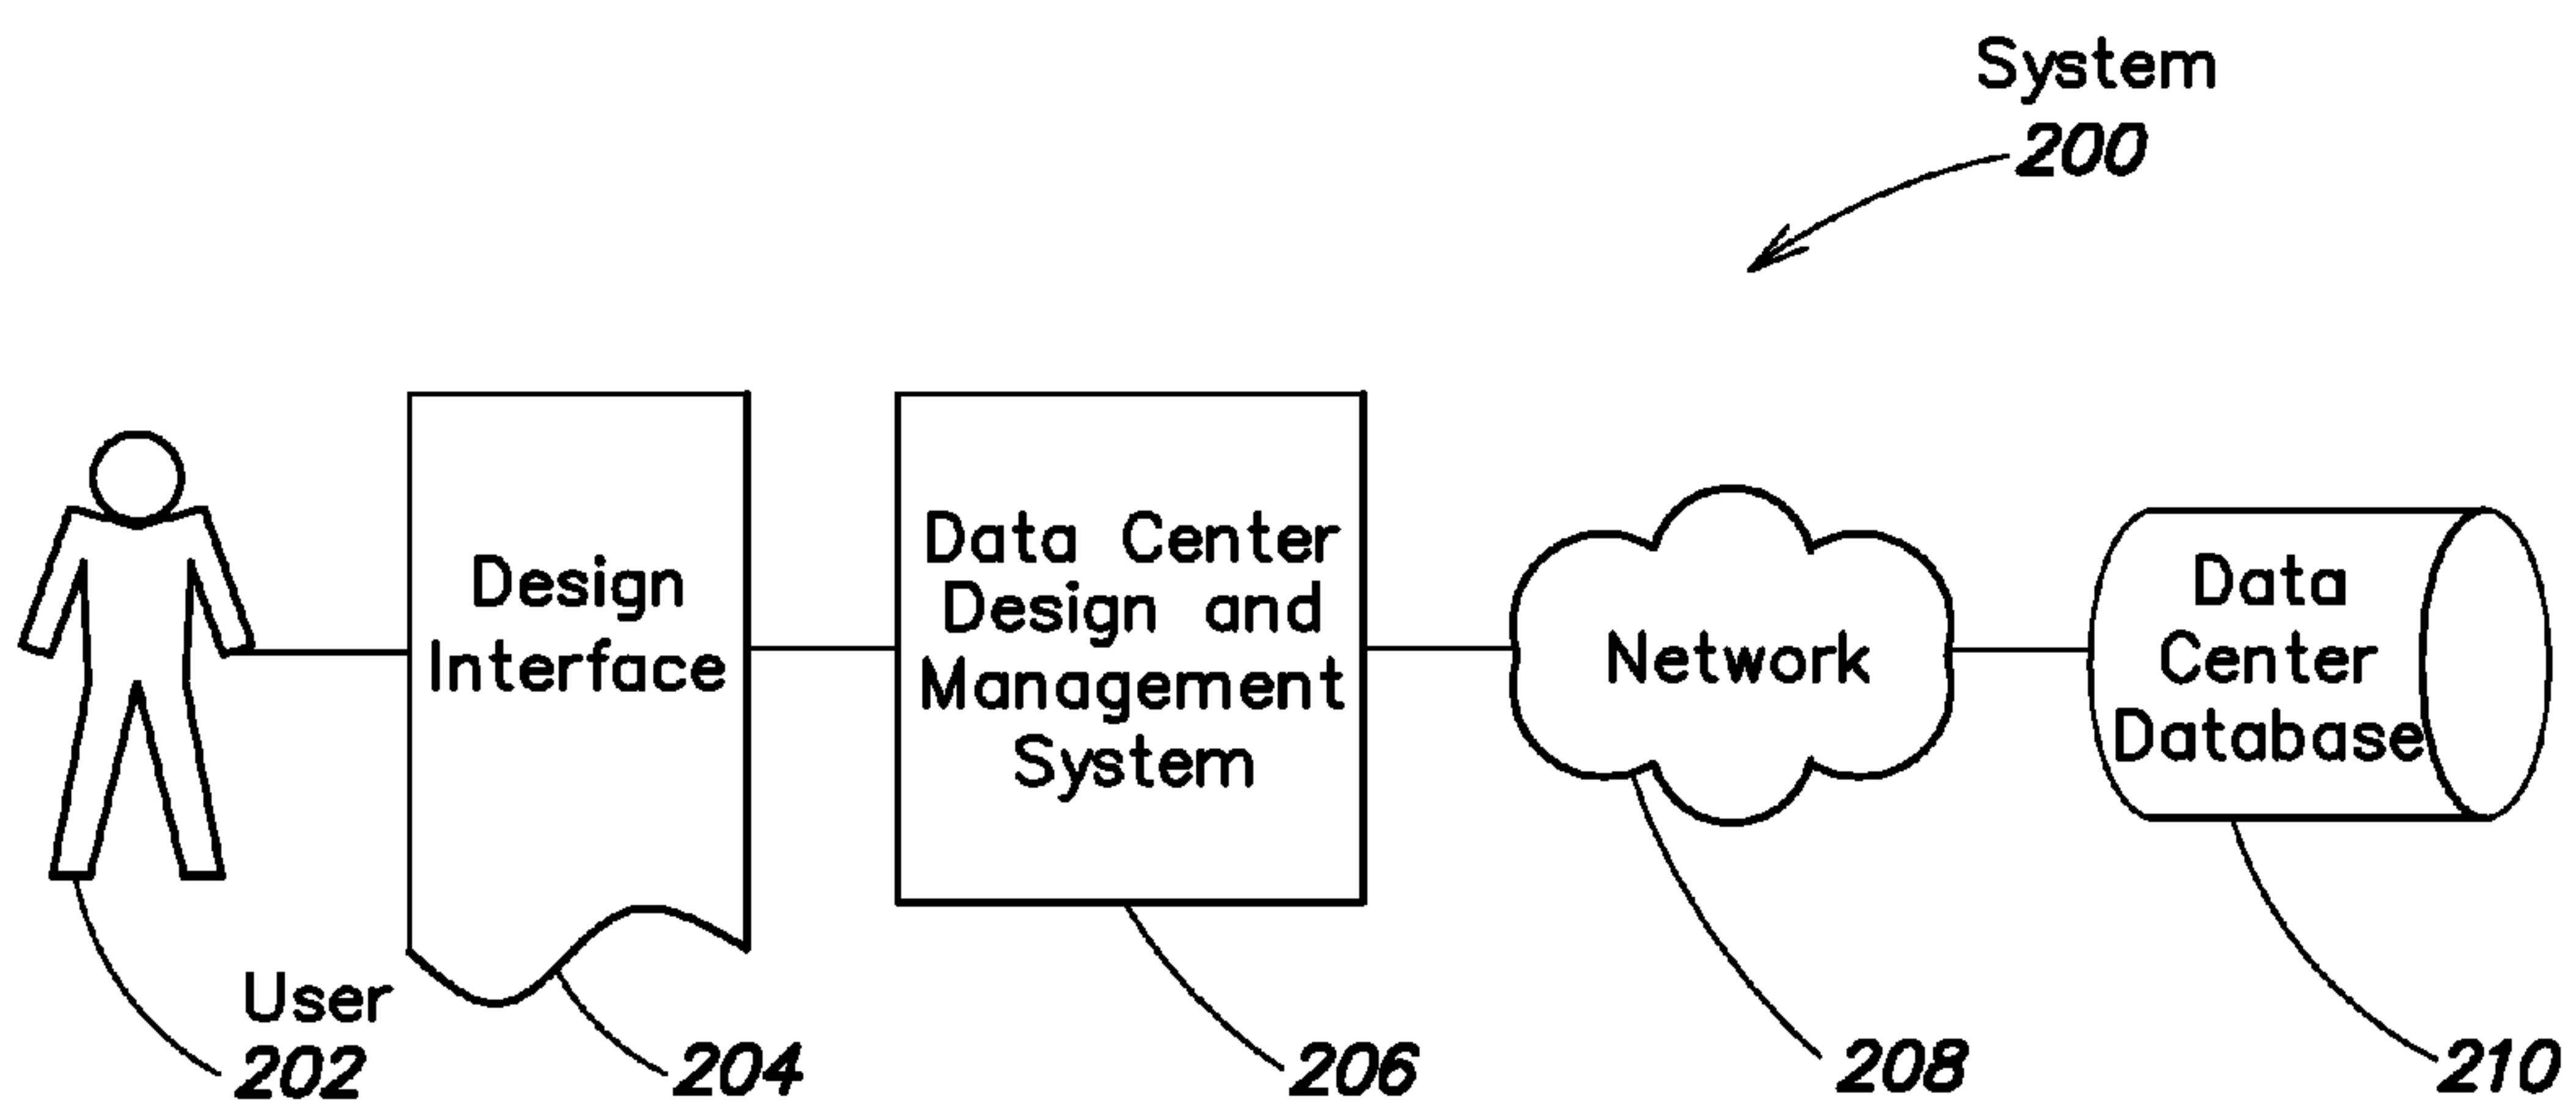 System
200
Design
Interface
Data Center
Design and
Management
System
Network
Data
Center
Database
User
202
204
206
208
210